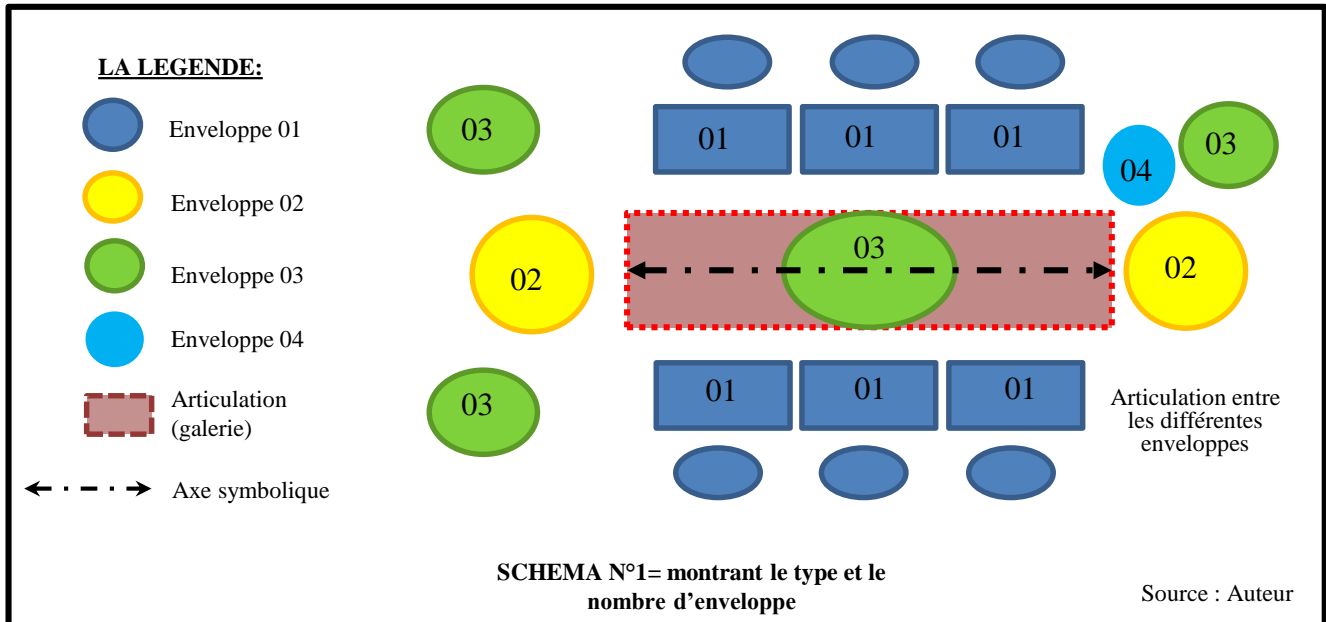 LA LEGENDE:
Enveloppe 01
Enveloppe 02
Enveloppe 03
Enveloppe 04
Articulation
(galerie)
Axe symbolique
03
01
01
01
04
03
02
03
02
03
01
01
01
Articulation entre
les différentes
enveloppes
SCHEMA N°1= montrant le type et le
nombre d’enveloppe
Source : Auteur